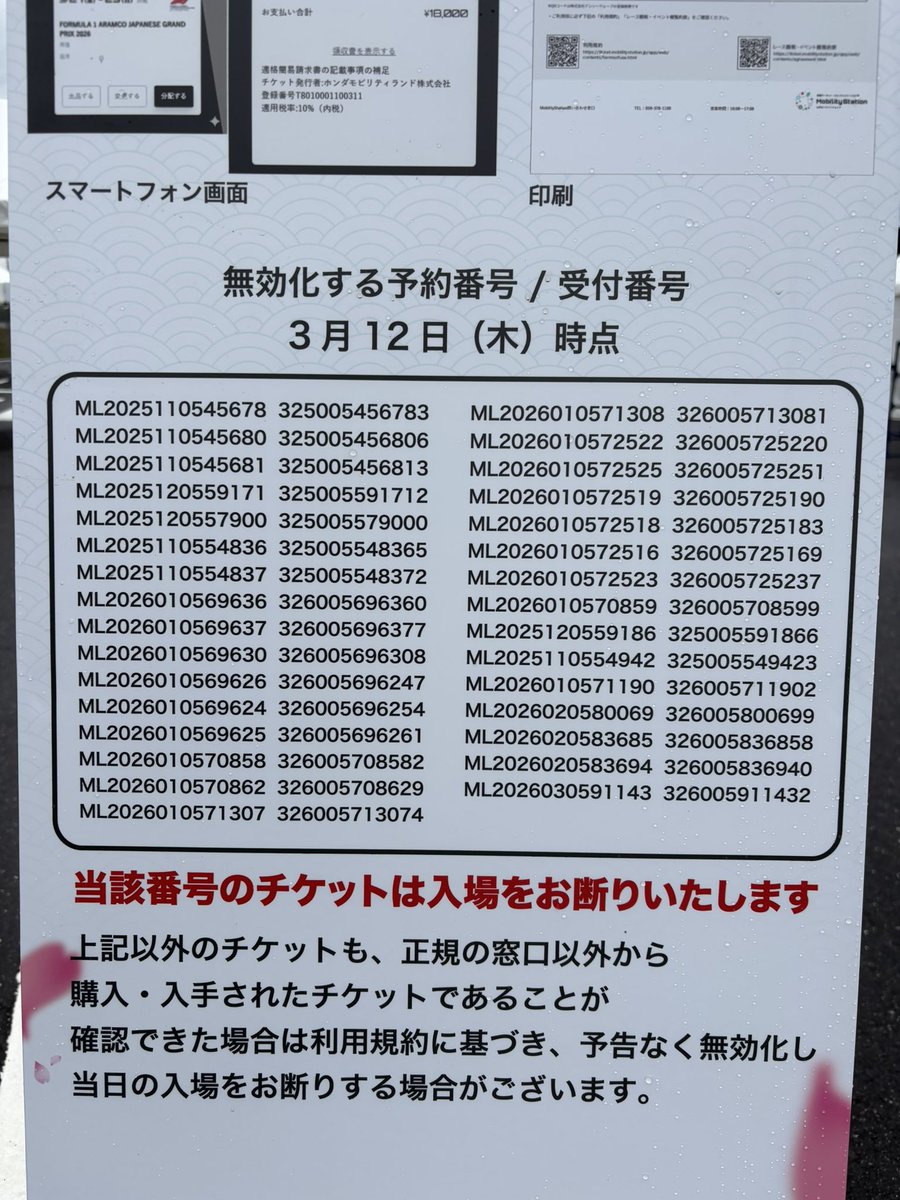 FORMULA 1 ARAMCO JAPANESE GRAND
PRIX 2026
出品する
交換する
分配する
お支払い合計
¥18,000
領収書を表示する
適格簡易請求書の記載事項の補足
チケット発行者:ホンダモビリティランド株式会社
登録番号T8010001100311
適用税率:10%（内税）
利用規約
MobilityStation
スマートフォン画面
印刷
無効化する予約番号 / 受付番号
3月12日（木）時点
ML2025110545678 325005456783
ML2025110545680 325005456806
ML2025110545681 325005456813
ML2025120559171 325005591712
ML2025120557900 325005579000
ML2025110554836 325005548365
ML2025110554837 325005548372
ML2026010569636 326005696360
ML2026010569637 326005696377
ML2026010569630 326005696308
ML2026010569626 326005696247
ML2026010569624 326005696254
ML2026010569625 326005696261
ML2026010570858 326005708582
ML2026010570862 326005708629
ML2026010571307 326005713074
ML2026010571308 326005713081
ML2026010572522 326005725220
ML2026010572525 326005725251
ML2026010572519 326005725190
ML2026010572518 326005725183
ML2026010572516 326005725169
ML2026010572523 326005725237
ML2026010570859 326005708599
ML2025120559186 325005591866
ML2025110554942 325005549423
ML2026010571190 326005711902
ML2026020580069 326005800699
ML2026020583685 326005836858
ML2026020583694 326005836940
ML2026030591143 326005911432
当該番号のチケットは入場をお断りいたします
上記以外のチケットも、正規の窓口以外から
購入・入手されたチケットであることが
確認できた場合は利用規約に基づき、予告なく無効化し
当日の入場をお断りする場合がございます。